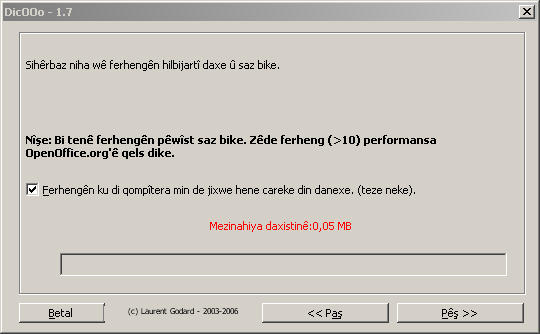 DicOOo - 1.7
Sihêrbaz niha wê ferhengên hilbijartî daxe û saz bike.
Nîşe: Bi tenê ferhengên pêwîst saz bike. Zêde ferheng (>10) performansa
OpenOffice.org'ê qels dike.
Ferhengên ku di qompîtera min de jixwe hene careke din danexe. (teze neke).
Mezinahiya daxistinê:0,05 MB
Betal
(c) Laurent Godard - 2003-2006
<< Paş
Pêş >>